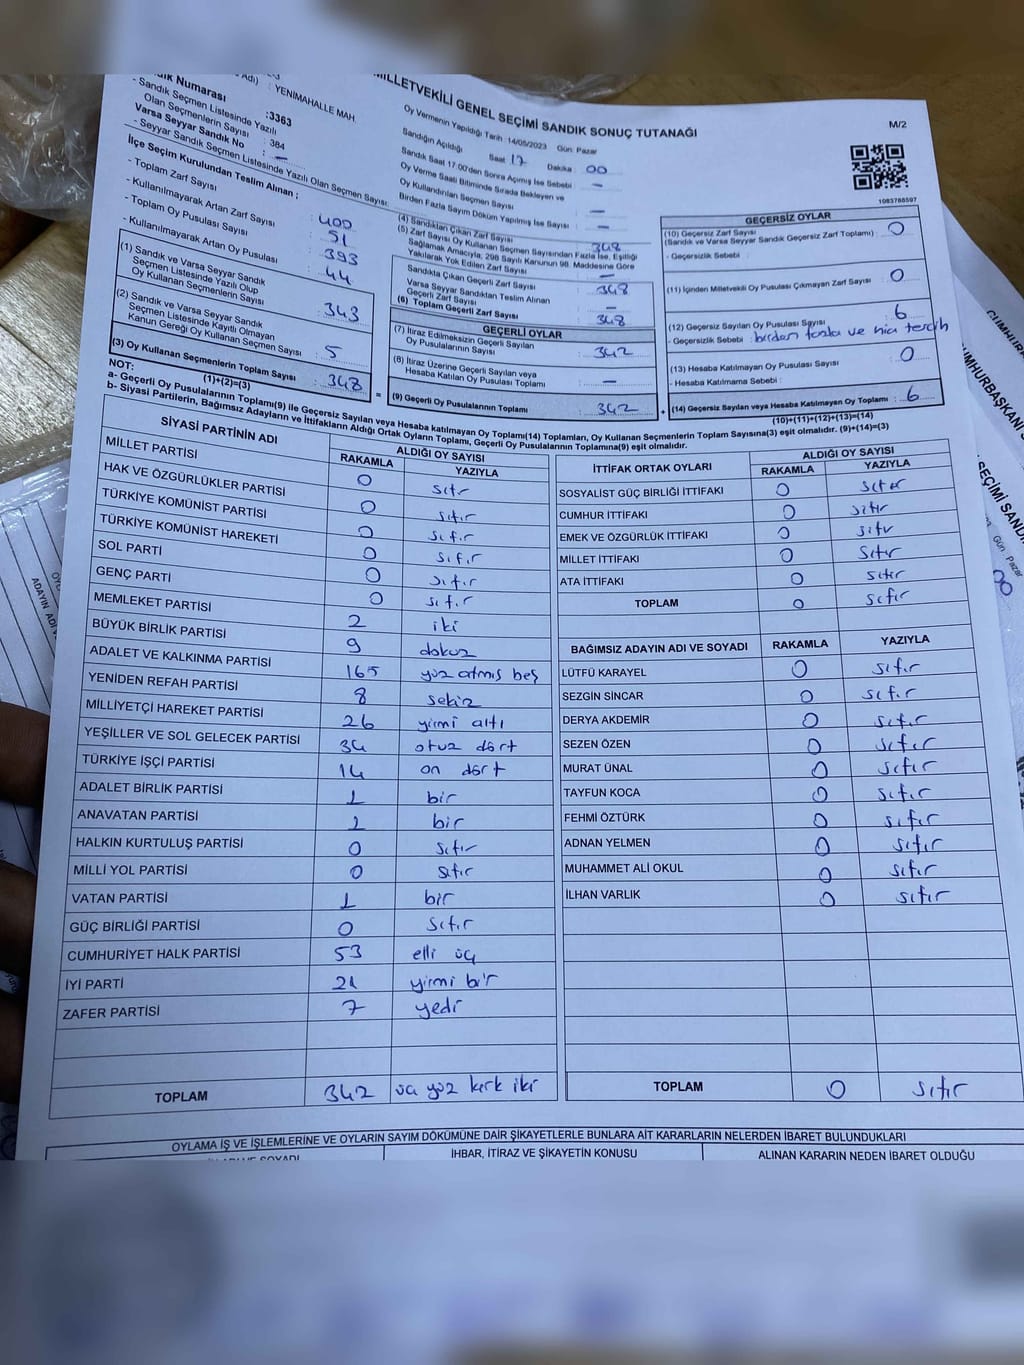 MİLLETVEKİLİ GENEL SEÇİMİ SANDIK SONUÇ TUTANAĞI
M/2
1083788597
Adı) : YENİMAHALLE MAH
Numarası :3363
- Sandık Seçmen Listesinde Yazılı
Olan Seçmenlerin Sayısı : 384
Varsa Seyyar Sandık No : -
- Seyyar Sandık Seçmen Listesinde Yazılı Olan Seçmen Sayısı:
İlçe Seçim Kurulundan Teslim Alınan ;
- Toplam Zarf Sayısı : 400
- Kullanılmayarak Artan Zarf Sayısı : 51
- Toplam Oy Pusulası Sayısı : 393
- Kullanılmayarak Artan Oy Pusulası : 44
(1) Sandık ve Varsa Seyyar Sandık
Seçmen Listesinde Yazılı Olup
Oy Kullanan Seçmenlerin Sayısı : 343
(2) Sandık ve Varsa Seyyar Sandık
Seçmen Listesinde Kayıtlı Olmayan
Kanun Gereği Oy Kullanan Seçmen Sayısı : 5
(3) Oy Kullanan Seçmenlerin Toplam Sayısı : 348
(1)+(2)=(3)
Oy Vermenin Yapıldığı Tarih : 14/05/2023 Gün : Pazar
Sandığın Açıldığı Saat 17 Dakika : 00
Sandık Saat 17:00'den Sonra Açımış İse Sebebi : -
Oy Verme Saati Bitiminde Sırada Bekleyen ve
Oy Kullandırılan Seçmen Sayısı : -
Birden Fazla Sayım Döküm Yapılmış İse Sayısı : -
(4) Sandıktan Çıkan Zarf Sayısı : 348
(5) Zarf Sayısı Oy Kullanan Seçmen Sayısından Fazla İse, Eşitliği
Sağlamak Amacıyla, 298 Sayılı Kanunun 98. Maddesine Göre
Yakılarak Yok Edilen Zarf Sayısı : -
Sandıkta Çıkan Geçerli Zarf Sayısı : 348
Varsa Seyyar Sandıktan Teslim Alınan
Geçerli Zarf Sayısı : -
(6) Toplam Geçerli Zarf Sayısı : 348
GEÇERLİ OYLAR
(7) İtiraz Edilmeksizin Geçerli Sayılan
Oy Pusulalarının Sayısı : 342
(8) İtiraz Üzerine Geçerli Sayılan veya
Hesaba Katılan Oy Pusulası Toplamı : -
(9) Geçerli Oy Pusulalarının Toplamı : 342
GEÇERSİZ OYLAR
(10) Geçersiz Zarf Sayısı : 0
(Sandık ve Varsa Seyyar Sandık Geçersiz Zarf Toplamı)
- Geçersizlik Sebebi :
(11) İçinden Milletvekili Oy Pusulası Çıkmayan Zarf Sayısı : 0
(12) Geçersiz Sayılan Oy Pusulası Sayısı : 6
- Geçersizlik Sebebi : birden fazla ve hiç tercih
(13) Hesaba Katılmayan Oy Pusulası Sayısı : 0
- Hesaba Katılmama Sebebi :
(14) Geçersiz Sayılan veya Hesaba Katılmayan Oy Toplamı : 6
(10)+(11)+(12)+(13)=(14)
NOT:
a- Geçerli Oy Pusulalarının Toplamı(9) ile Geçersiz Sayılan veya Hesaba Katılmayan Oy Toplamı(14) Toplamları, Oy Kullanan Seçmenlerin Toplam Sayısına(3) eşit olmalıdır. (9)+(14)=(3)
b- Siyasi Partilerin, Bağımsız Adayların ve İttifakların Aldığı Ortak Oyların Toplamı, Geçerli Oy Pusulalarının Toplamına(9) eşit olmalıdır.
SİYASİ PARTİNİN ADI
ALDIĞI OY SAYISI
RAKAMLA YAZIYLA
MİLLET PARTİSİ 0 sıfır
HAK VE ÖZGÜRLÜKLER PARTİSİ 0 sıfır
TÜRKİYE KOMÜNİST PARTİSİ 0 sıfır
TÜRKİYE KOMÜNİST HAREKETİ 0 sıfır
SOL PARTİ 0 sıfır
GENÇ PARTİ 0 sıfır
MEMLEKET PARTİSİ 2 iki
BÜYÜK BİRLİK PARTİSİ 9 dokuz
ADALET VE KALKINMA PARTİSİ 165 yüz atmış beş
YENİDEN REFAH PARTİSİ 8 sekiz
MİLLİYETÇİ HAREKET PARTİSİ 26 yirmi altı
YEŞİLLER VE SOL GELECEK PARTİSİ 34 otuz dört
TÜRKİYE İŞÇİ PARTİSİ 14 on dört
ADALET BİRLİK PARTİSİ 1 bir
ANAVATAN PARTİSİ 1 bir
HALKIN KURTULUŞ PARTİSİ 0 sıfır
MİLLİ YOL PARTİSİ 0 sıfır
VATAN PARTİSİ 1 bir
GÜÇ BİRLİĞİ PARTİSİ 0 sıfır
CUMHURİYET HALK PARTİSİ 53 elli üç
İYİ PARTİ 21 yirmi bir
ZAFER PARTİSİ 7 yedi
TOPLAM 342 üç yüz kırk iki
İTTİFAK ORTAK OYLARI
ALDIĞI OY SAYISI
RAKAMLA YAZIYLA
SOSYALİST GÜÇ BİRLİĞİ İTTİFAKI 0 sıfır
CUMHUR İTTİFAKI 0 sıfır
EMEK VE ÖZGÜRLÜK İTTİFAKI 0 sıfır
MİLLET İTTİFAKI 0 sıfır
ATA İTTİFAKI 0 sıfır
TOPLAM 0 sıfır
BAĞIMSIZ ADAYIN ADI VE SOYADI RAKAMLA YAZIYLA
LÜTFÜ KARAYEL 0 sıfır
SEZGİN SİNCAR 0 sıfır
DERYA AKDEMİR 0 sıfır
SEZEN ÖZEN 0 sıfır
MURAT ÜNAL 0 sıfır
TAYFUN KOCA 0 sıfır
FEHMİ ÖZTÜRK 0 sıfır
ADNAN YELMEN 0 sıfır
MUHAMMET ALİ OKUL 0 sıfır
İLHAN VARLIK 0 sıfır
TOPLAM 0 sıfır
OYLAMA İŞ VE İŞLEMLERİNE VE OYLARIN SAYIM DÖKÜMÜNE DAİR ŞİKAYETLERLE BUNLARA AİT KARARLARIN NELERDEN İBARET BULUNDUKLARI
İHBAR, İTİRAZ VE ŞİKAYETİN KONUSU
ALINAN KARARIN NEDEN İBARET OLDUĞU